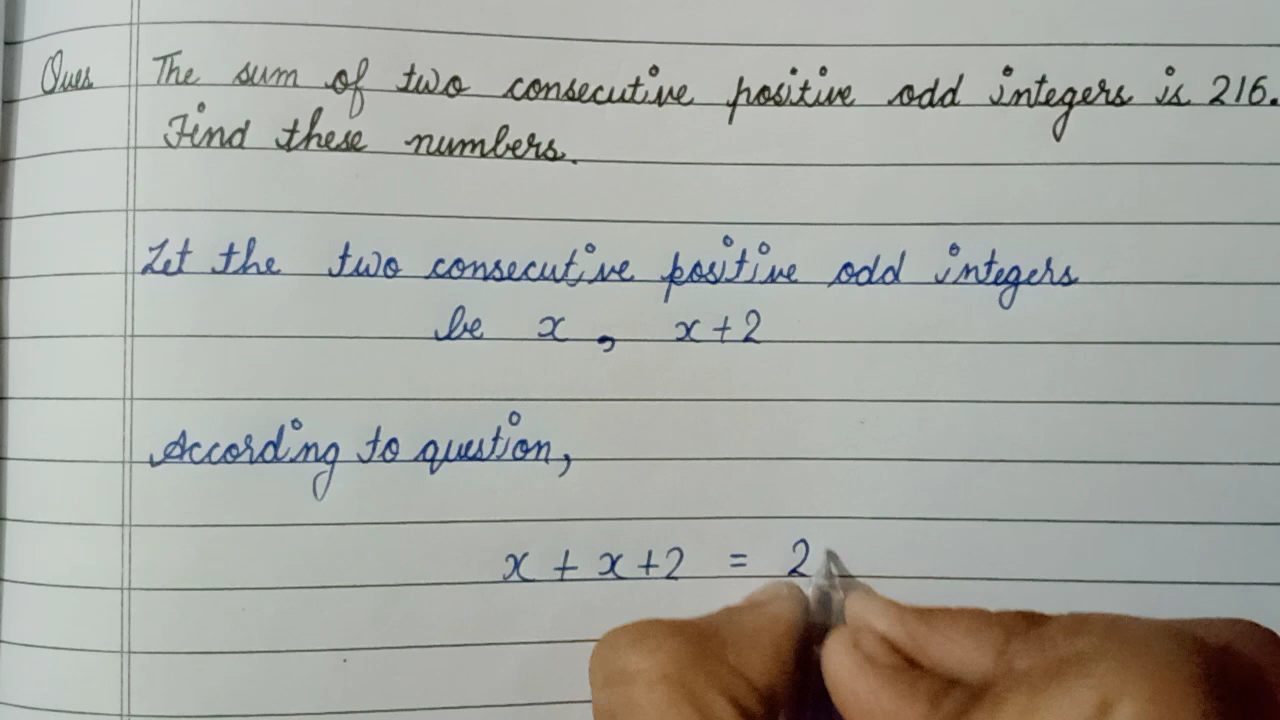 Ques The sum of two consecutive positive odd integers is 216.
Find these numbers.
Let the two consecutive positive odd integers
be x, x+2
According to question,
x + x+2 = 2